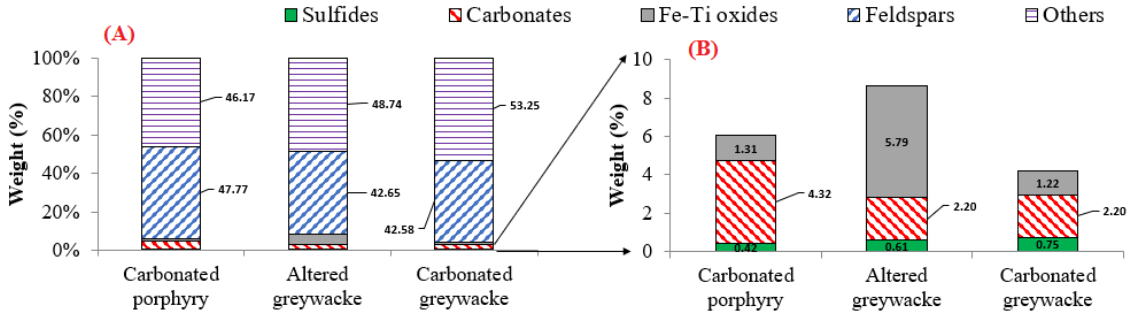 Sulfides Carbonates Fe-Ti oxides Feldspars Others
(A)
100%
80%
60%
40%
20%
0%
Weight (%)
46.17
47.77
48.74
42.65
53.25
42.58
Carbonated porphyry
Altered greywacke
Carbonated greywacke
(B)
10
8
6
4
2
0
Weight (%)
1.31
4.32
0.42
5.79
2.20
0.61
1.22
2.20
0.75
Carbonated porphyry
Altered greywacke
Carbonated greywacke